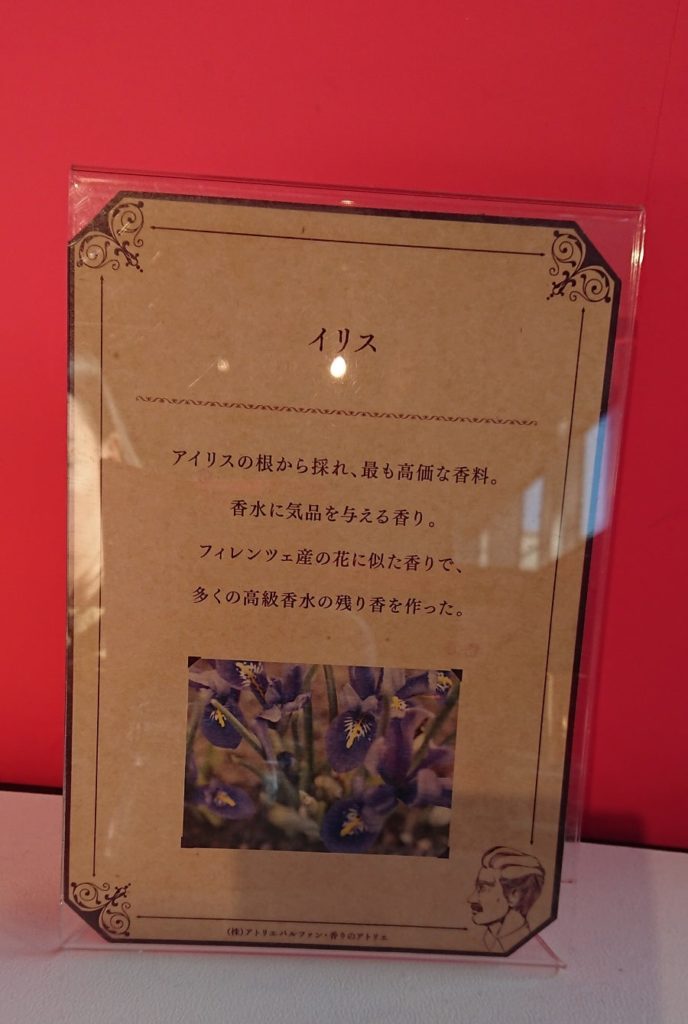 イリス
アイリスの根から採れ、最も高価な香料。
香水に気品を与える香り。
フィレンツェ産の花に似た香りで、
多くの高級香水の残り香を作った。
(株)アトリエパルファン・香りのアトリエ